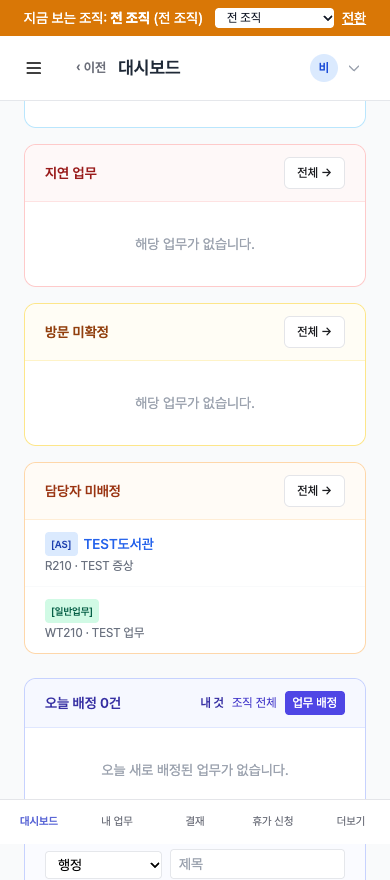 지금 보는 조직: 전 조직 (전 조직) 전 조직 전환
‹ 이전 대시보드 비
지연 업무 전체 →
해당 업무가 없습니다.
방문 미확정 전체 →
해당 업무가 없습니다.
담당자 미배정 전체 →
[AS] TEST도서관
R210 · TEST 증상
[일반업무]
WT210 · TEST 업무
오늘 배정 0건 내 것 조직 전체 업무 배정
오늘 새로 배정된 업무가 없습니다.
대시보드 내 업무 결재 휴가 신청 더보기
행정 제목